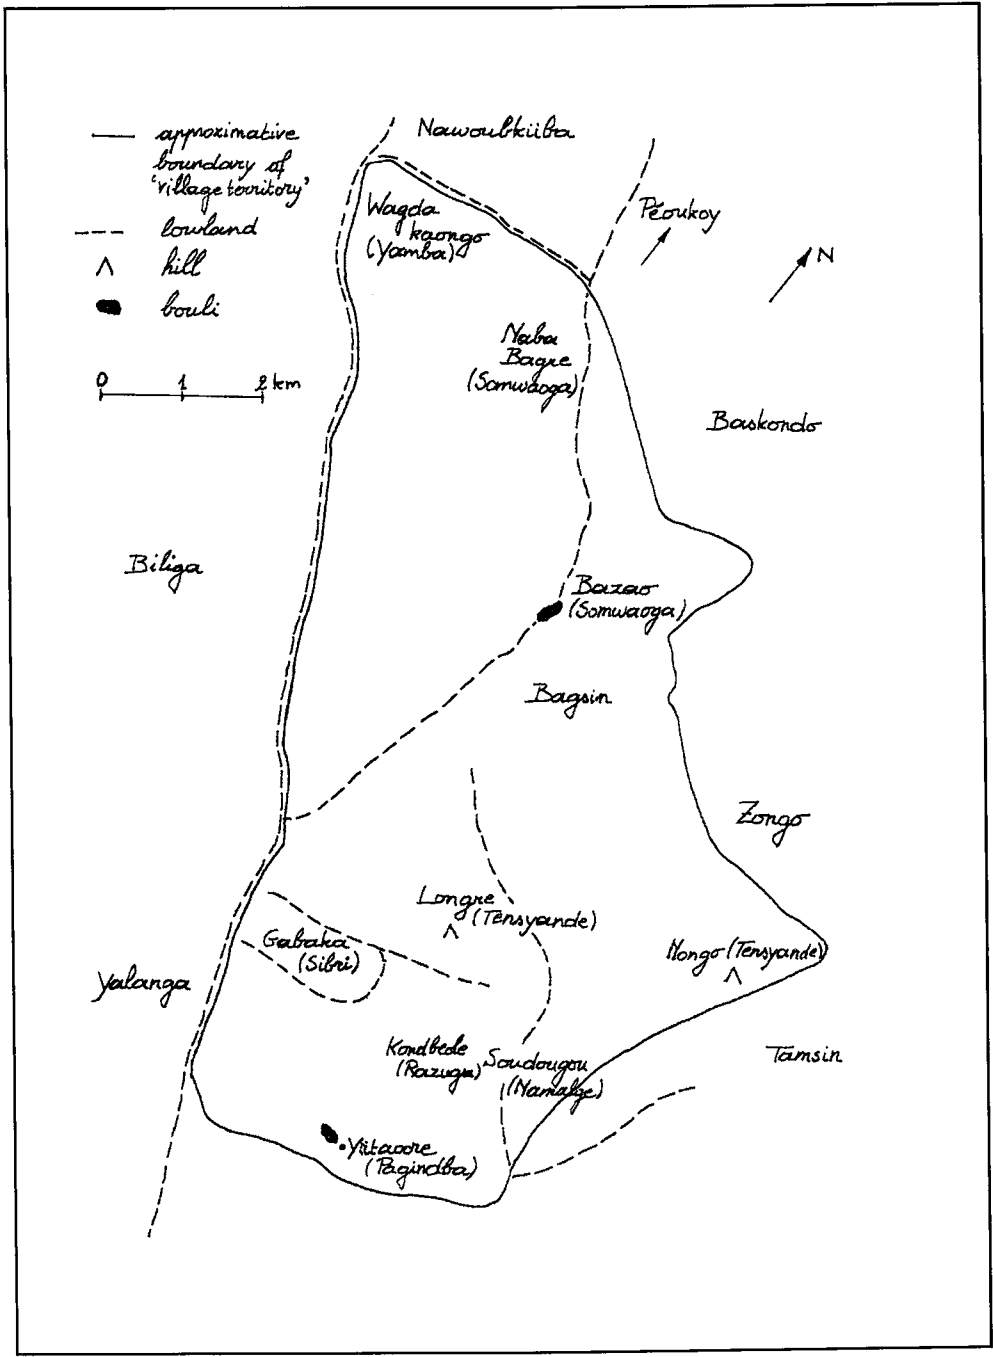 approximative
boundary of
'village territory'
lowland
hill
bouli
0 1 2 km
Nawoubkiiba
Péoukoy
N
Wagda
kaongo
(Yamba)
Naba
Bagre
(Somwaoga)
Baskondo
Biliga
Bazao
(Somwaoga)
Bagsin
Zongo
Longre
(Tensyande)
Gabaka
(Sibri)
Nongo (Tensyande)
Yalanga
Kondbede
(Razugu)
Soudougou
(Namalge)
Tamsin
Yiitaore
(Pagindba)